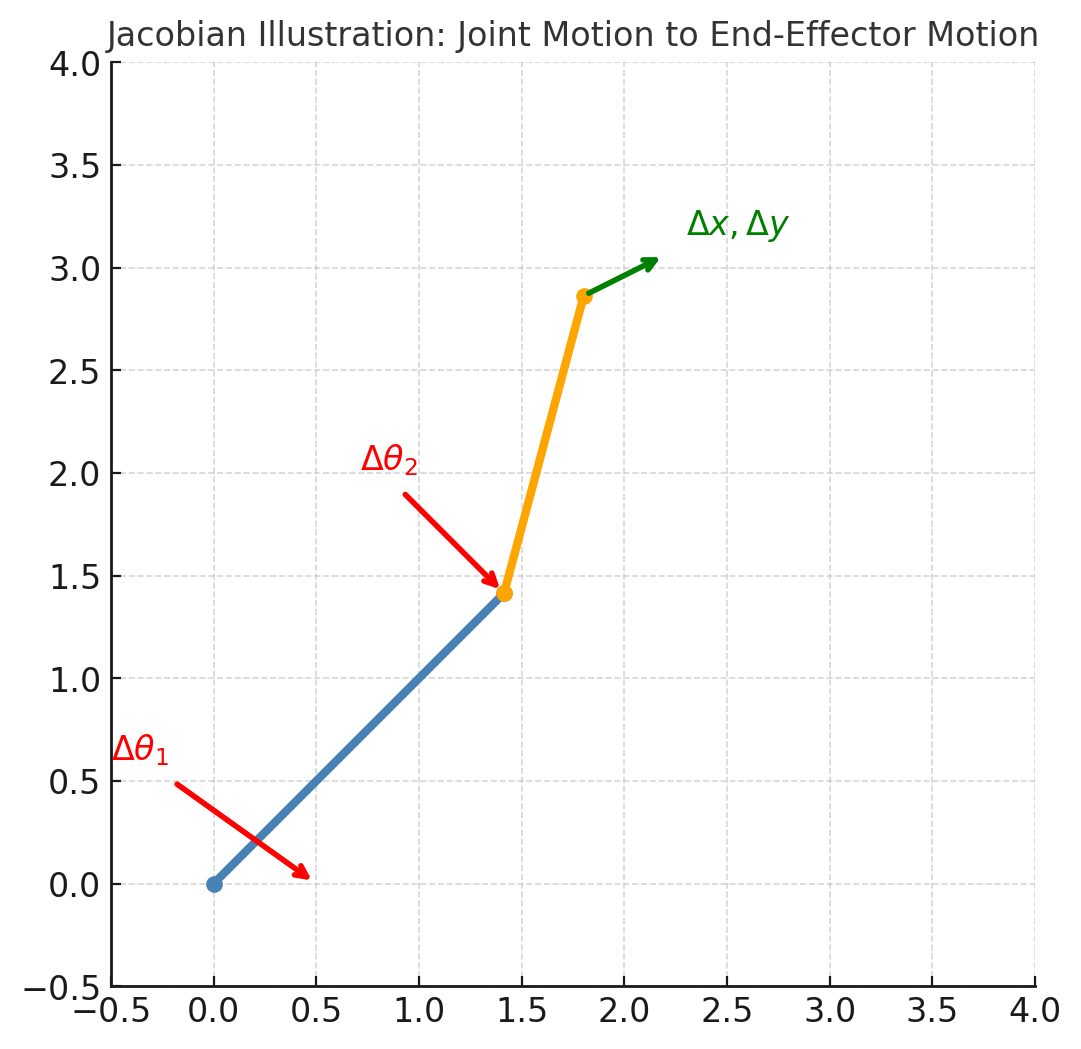 Jacobian Illustration: Joint Motion to End-Effector Motion
4.0
3.5
Δx, Δy
3.0
2.5
Δθ₂
2.0
1.5
1.0
Δθ₁
0.5
0.0
−0.5
−0.5 0.0 0.5 1.0 1.5 2.0 2.5 3.0 3.5 4.0